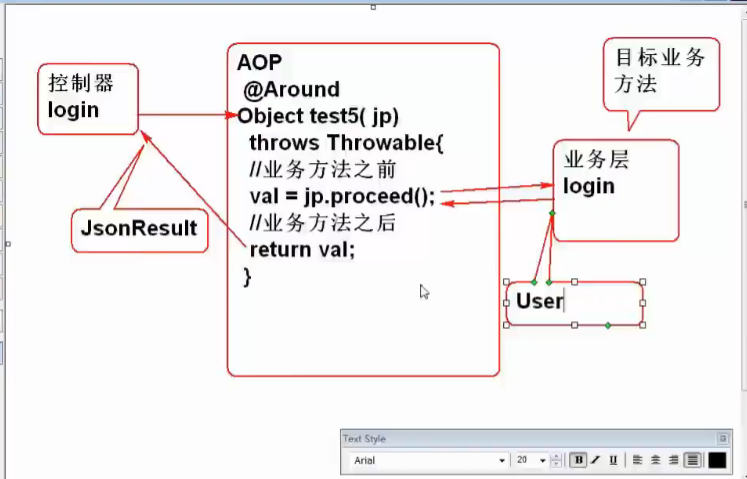 控制器
login
JsonResult
AOP
@Around
Object test5( jp)
throws Throwable{
//业务方法之前
val = jp.proceed();
//业务方法之后
return val;
}
目标业务
方法
业务层
login
User
Text Style
Arial
20
B I U